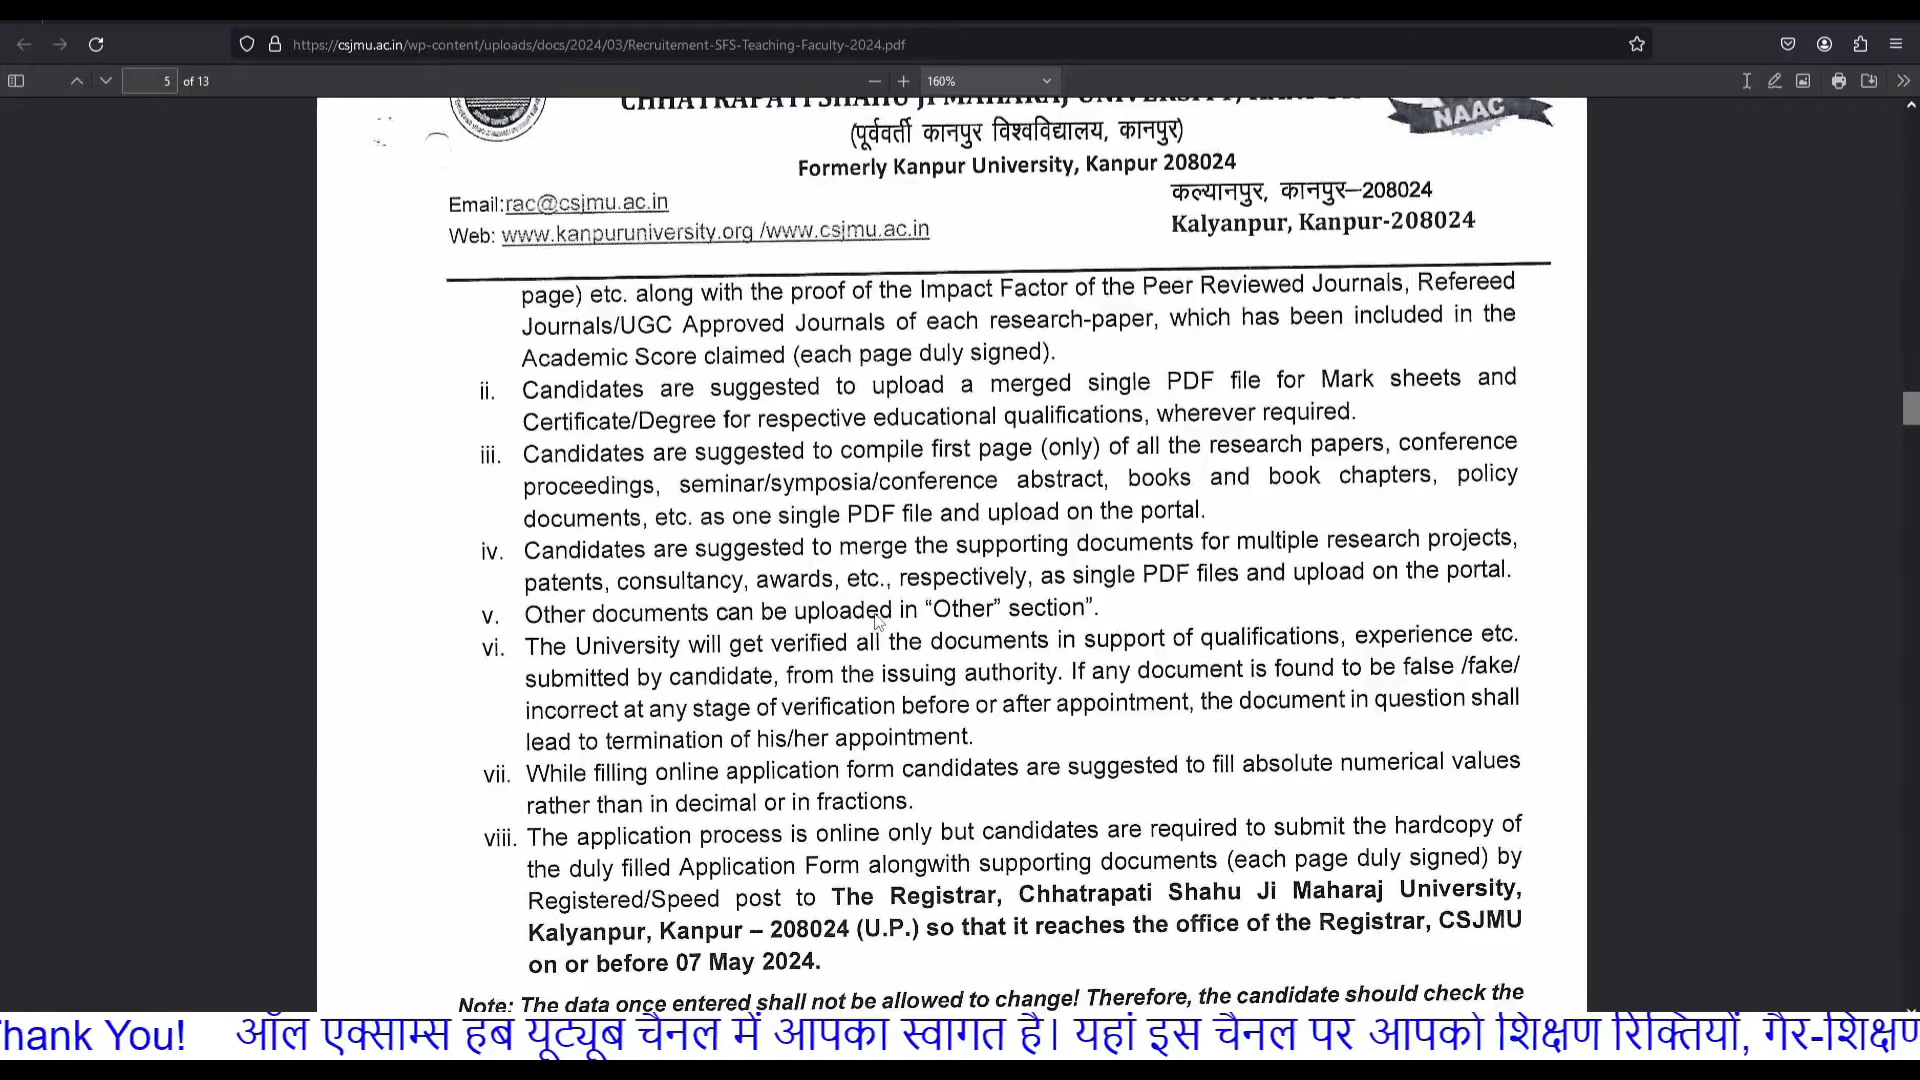 https://csjmu.ac.in/wp-content/uploads/docs/2024/03/Recruitement-SFS-Teaching-Faculty-2024.pdf
5 of 13
160%
CHHATRAPATI SHAHU JI MAHARAJ UNIVERSITY, KANPUR
NAAC
(पूर्ववर्ती कानपुर विश्वविद्यालय, कानपुर)
Formerly Kanpur University, Kanpur 208024
Email:rac@csjmu.ac.in
कल्यानपुर, कानपुर–208024
Web: www.kanpuruniversity.org /www.csjmu.ac.in
Kalyanpur, Kanpur-208024
page) etc. along with the proof of the Impact Factor of the Peer Reviewed Journals, Refereed
Journals/UGC Approved Journals of each research-paper, which has been included in the
Academic Score claimed (each page duly signed).
ii. Candidates are suggested to upload a merged single PDF file for Mark sheets and
Certificate/Degree for respective educational qualifications, wherever required.
iii. Candidates are suggested to compile first page (only) of all the research papers, conference
proceedings, seminar/symposia/conference abstract, books and book chapters, policy
documents, etc. as one single PDF file and upload on the portal.
iv. Candidates are suggested to merge the supporting documents for multiple research projects,
patents, consultancy, awards, etc., respectively, as single PDF files and upload on the portal.
v. Other documents can be uploaded in “Other” section”.
vi. The University will get verified all the documents in support of qualifications, experience etc.
submitted by candidate, from the issuing authority. If any document is found to be false /fake/
incorrect at any stage of verification before or after appointment, the document in question shall
lead to termination of his/her appointment.
vii. While filling online application form candidates are suggested to fill absolute numerical values
rather than in decimal or in fractions.
viii. The application process is online only but candidates are required to submit the hardcopy of
the duly filled Application Form alongwith supporting documents (each page duly signed) by
Registered/Speed post to The Registrar, Chhatrapati Shahu Ji Maharaj University,
Kalyanpur, Kanpur – 208024 (U.P.) so that it reaches the office of the Registrar, CSJMU
on or before 07 May 2024.
Note: The data once entered shall not be allowed to change! Therefore, the candidate should check the
hank You! ऑल एक्साम्स हब यूट्यूब चैनल में आपका स्वागत है। यहां इस चैनल पर आपको शिक्षण रिक्तियों, गैर-शिक्षण